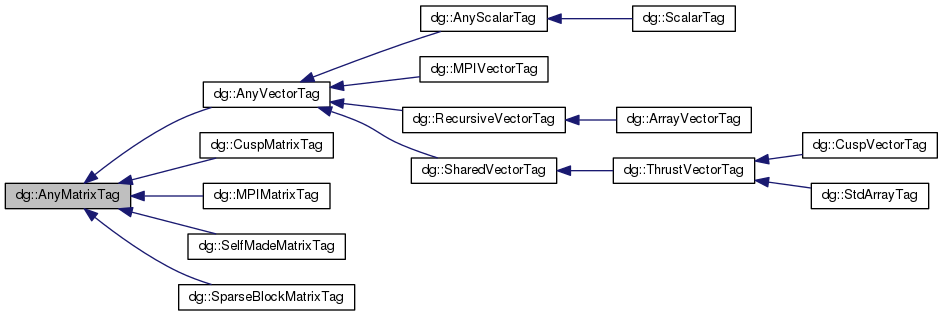 dg::AnyScalarTag
dg::ScalarTag
dg::MPIVectorTag
dg::AnyVectorTag
dg::RecursiveVectorTag
dg::ArrayVectorTag
dg::CuspMatrixTag
dg::CuspVectorTag
dg::SharedVectorTag
dg::ThrustVectorTag
dg::AnyMatrixTag
dg::MPIMatrixTag
dg::StdArrayTag
dg::SelfMadeMatrixTag
dg::SparseBlockMatrixTag